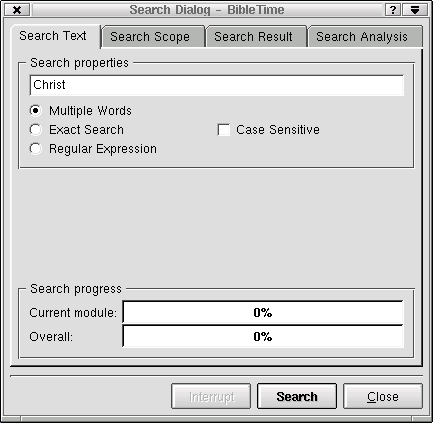 Search Dialog - BibleTime
Search Text
Search Scope
Search Result
Search Analysis
Search properties
Christ
Multiple Words
Exact Search
Case Sensitive
Regular Expression
Search progress
Current module: 0%
Overall: 0%
Interrupt
Search
Close